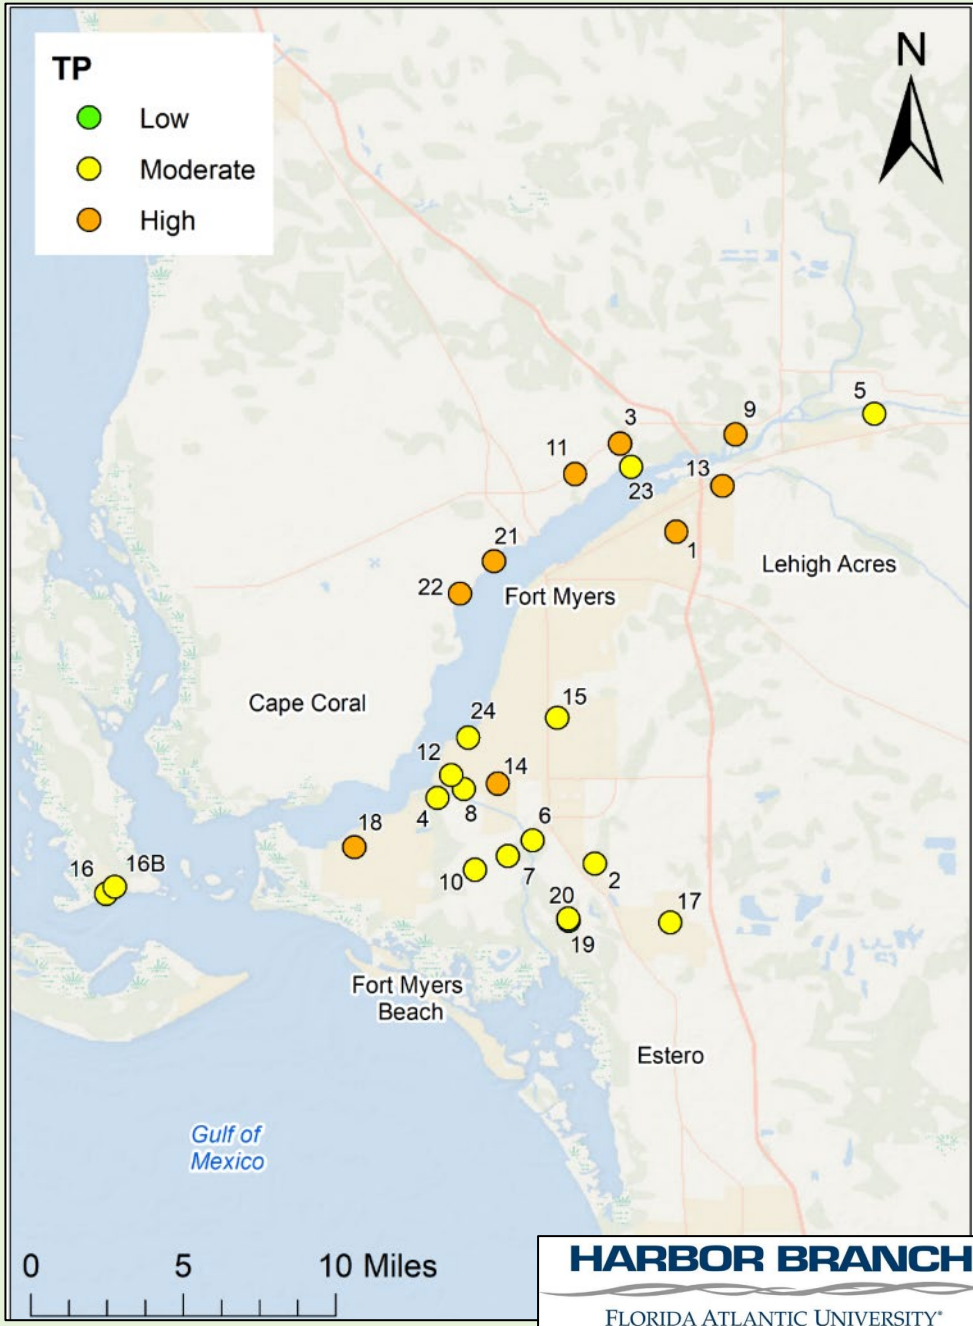 TP
Low
Moderate
High
N
5
9
3
11
13
23
1
21
Lehigh Acres
22
Fort Myers
Cape Coral
15
24
12
14
4
8
18
6
16
16B
10
7
2
20
17
19
Fort Myers
Beach
Estero
Gulf of
Mexico
0 5 10 Miles
HARBOR BRANCH
FLORIDA ATLANTIC UNIVERSITY*